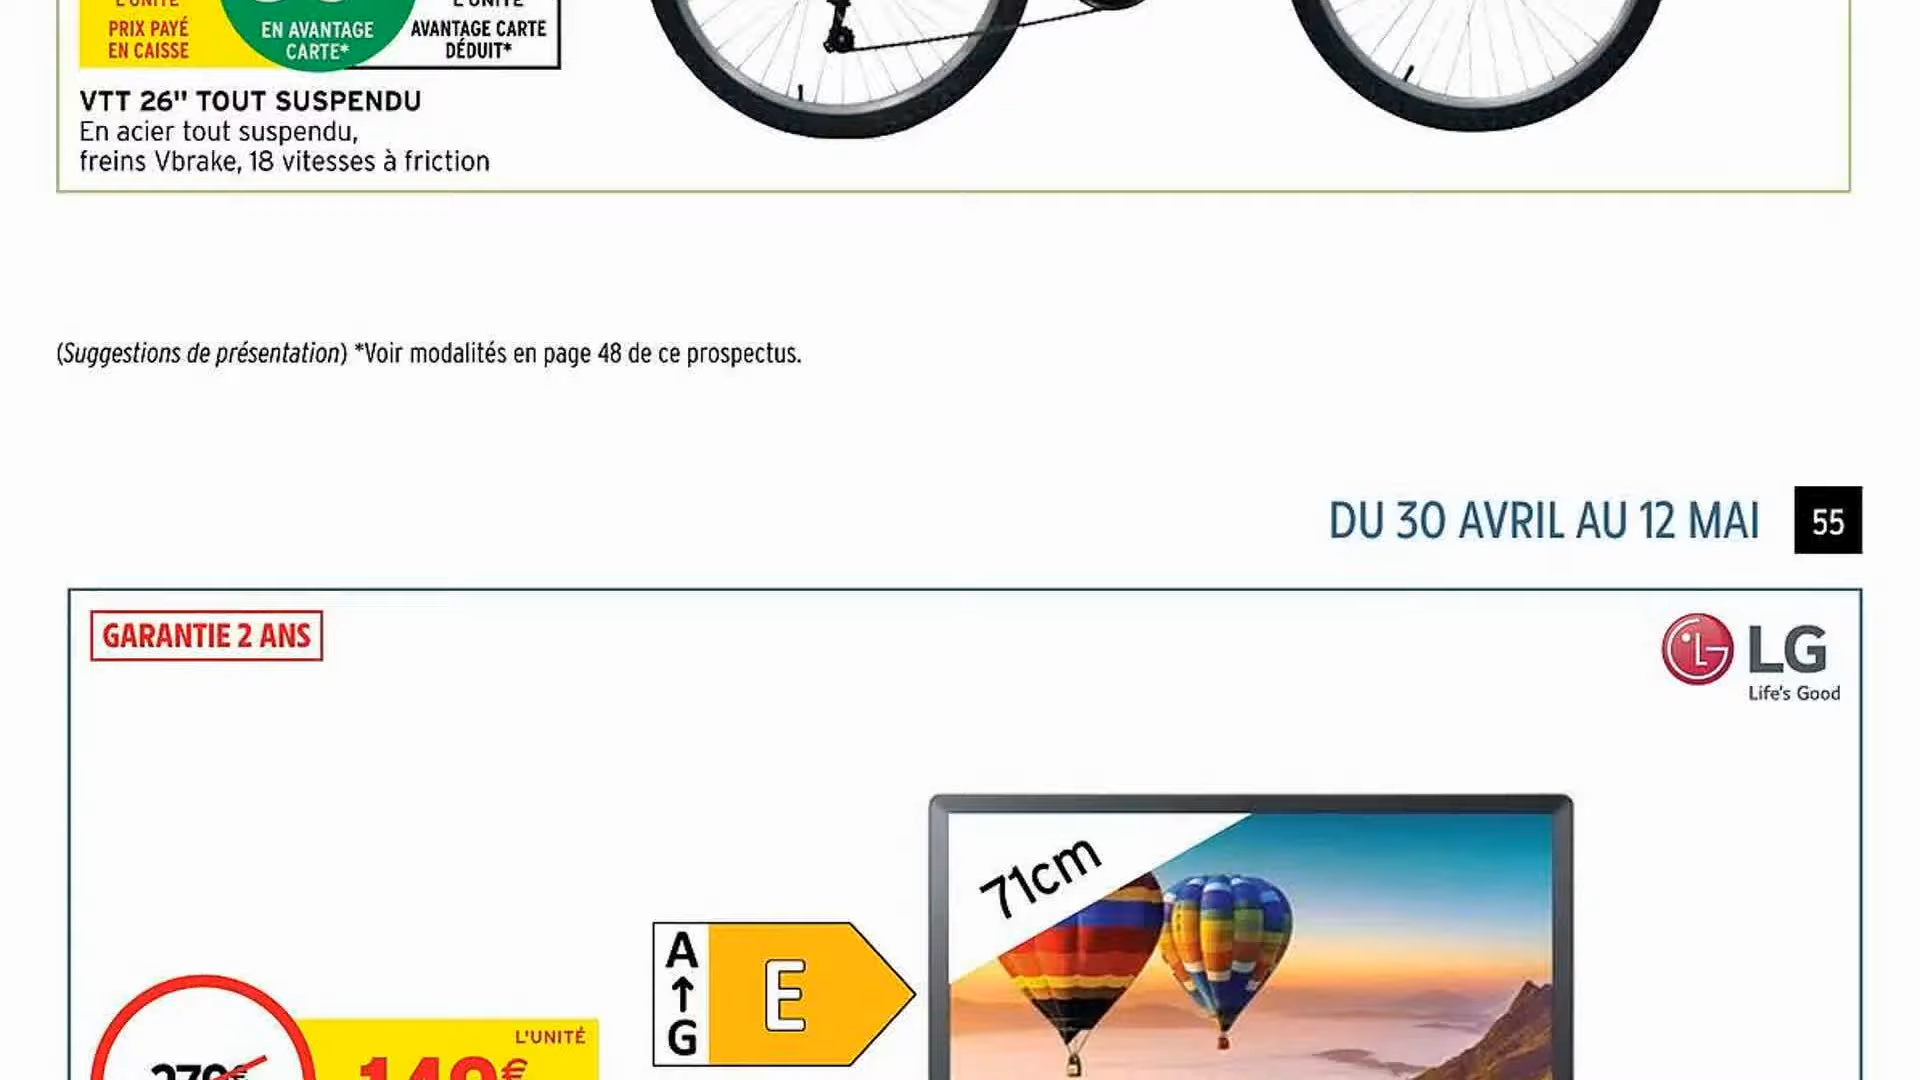 L'UNITÉ
PRIX PAYÉ
EN CAISSE
EN AVANTAGE
CARTE*
L'UNITÉ
AVANTAGE CARTE
DÉDUIT*
VTT 26" TOUT SUSPENDU
En acier tout suspendu,
freins Vbrake, 18 vitesses à friction
(Suggestions de présentation) *Voir modalités en page 48 de ce prospectus.
DU 30 AVRIL AU 12 MAI 55
GARANTIE 2 ANS
LG
Life's Good
71cm
A
↑
G
E
L'UNITÉ